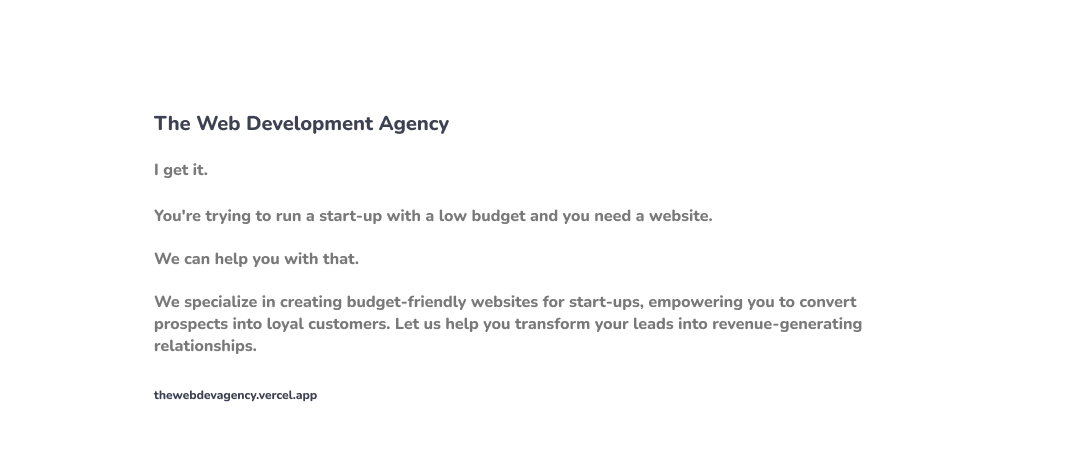 The Web Development Agency
I get it.
You're trying to run a start-up with a low budget and you need a website.
We can help you with that.
We specialize in creating budget-friendly websites for start-ups, empowering you to convert
prospects into loyal customers. Let us help you transform your leads into revenue-generating
relationships.
thewebdevagency.vercel.app